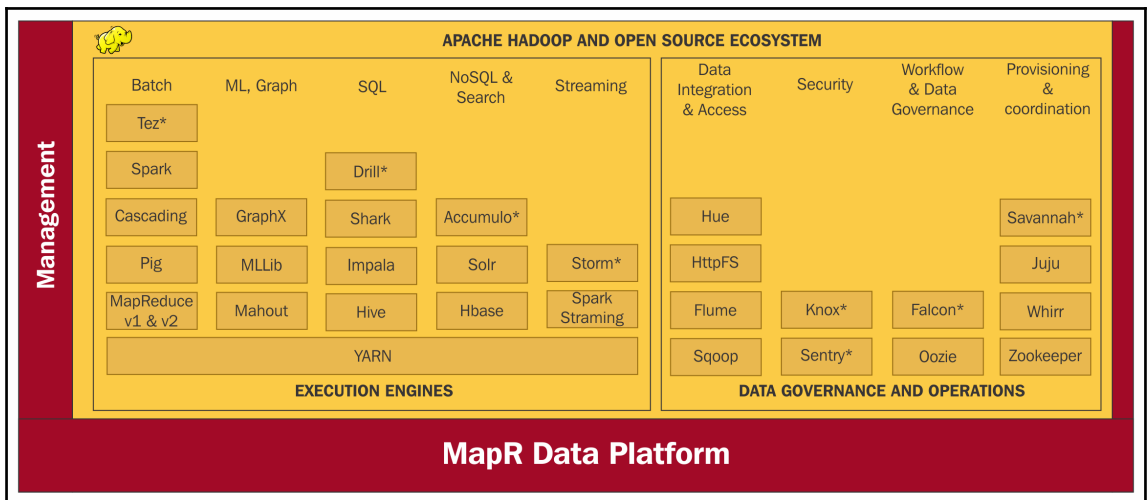 APACHE HADOOP AND OPEN SOURCE ECOSYSTEM
Management
Batch
Tez*
Spark
Cascading
Pig
MapReduce
v1 & v2
ML, Graph
GraphX
MLLib
Mahout
SQL
Drill*
Shark
Impala
Hive
NoSQL &
Search
Accumulo*
Solr
Hbase
Streaming
Storm*
Spark
Straming
YARN
EXECUTION ENGINES
Data
Integration
& Access
Hue
HttpFS
Flume
Sqoop
Security
Knox*
Sentry*
Workflow
& Data
Governance
Falcon*
Oozie
Provisioning
&
coordination
Savannah*
Juju
Whirr
Zookeeper
DATA GOVERNANCE AND OPERATIONS
MapR Data Platform